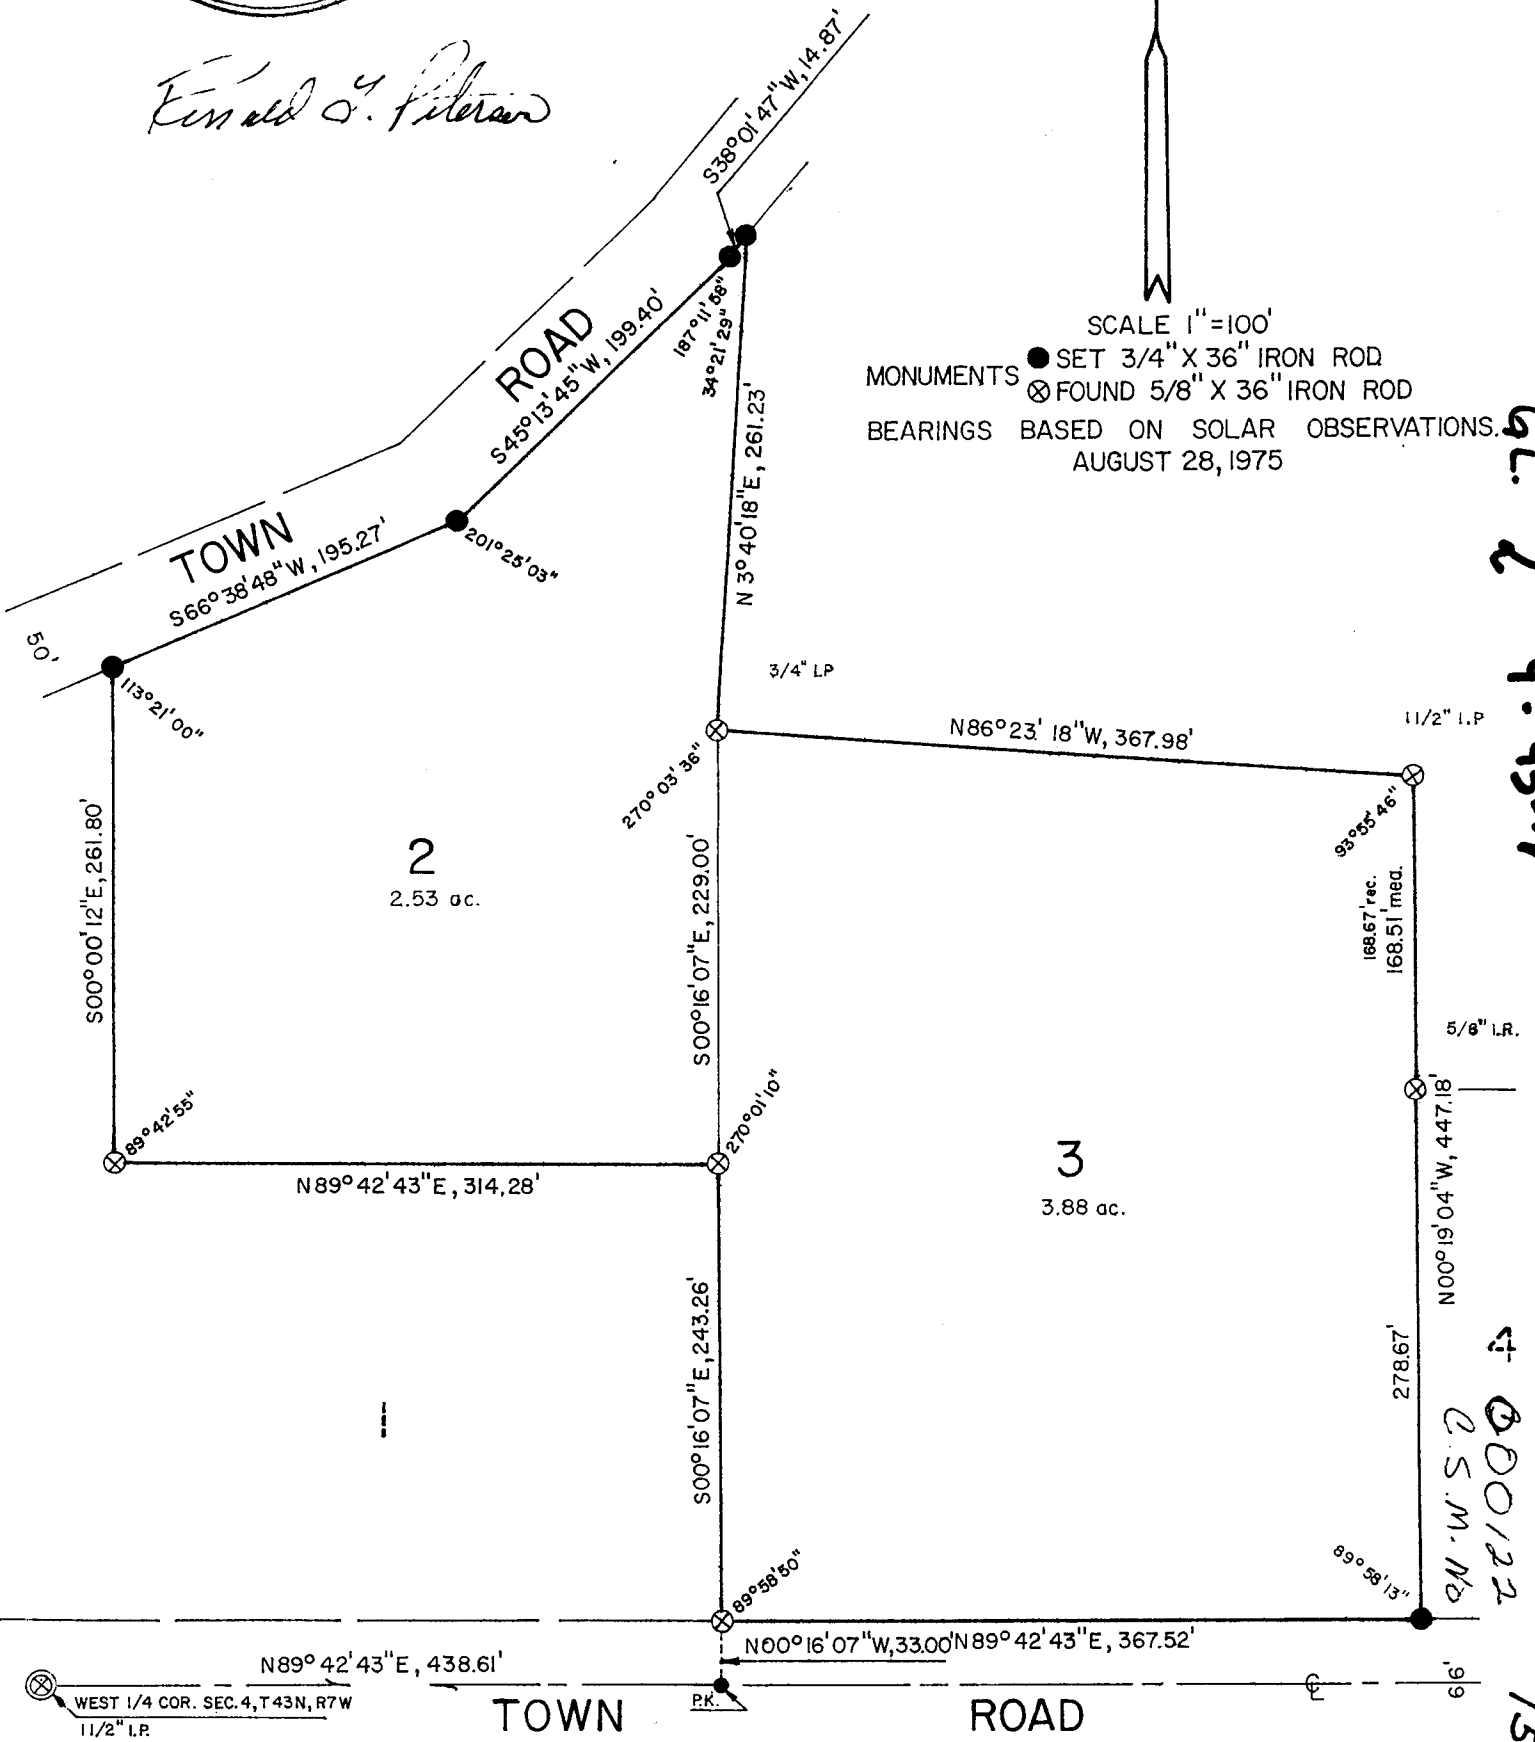 S38°01'47"W, 14.87'
SCALE 1"=100'
MONUMENTS
SET 3/4" X 36" IRON ROD
FOUND 5/8" X 36" IRON ROD
BEARINGS BASED ON SOLAR OBSERVATIONS.
AUGUST 28, 1975
187°11'58"
34°21'29"
ROAD
S45°13'45"W, 199.40'
N 3°40'18"E, 261.23'
TOWN
S66°38'48"W, 195.27'
201°25'03"
50'
113°21'00"
3/4" I.P
N86°23'18"W, 367.98'
1 1/2" I.P
270°03'36"
93°55'46"
S00°00'12"E, 261.80'
2
2.53 ac.
S00°16'07"E, 229.00'
168.67' rec.
168.51' mea.
5/8" I.R.
89°42'55"
270°01'10"
N89°42'43"E, 314.28'
3
3.88 ac.
N00°19'04"W, 447.18'
S00°16'07"E, 243.26'
278.67'
1
C.S.M. No
000122
4
89°58'50"
89°58'13"
N00°16'07"W, 33.00'
N89°42'43"E, 367.52'
N89°42'43"E, 438.61'
WEST 1/4 COR. SEC. 4, T43N, R7W
1 1/2" I.P.
P.K.
TOWN ROAD
66'